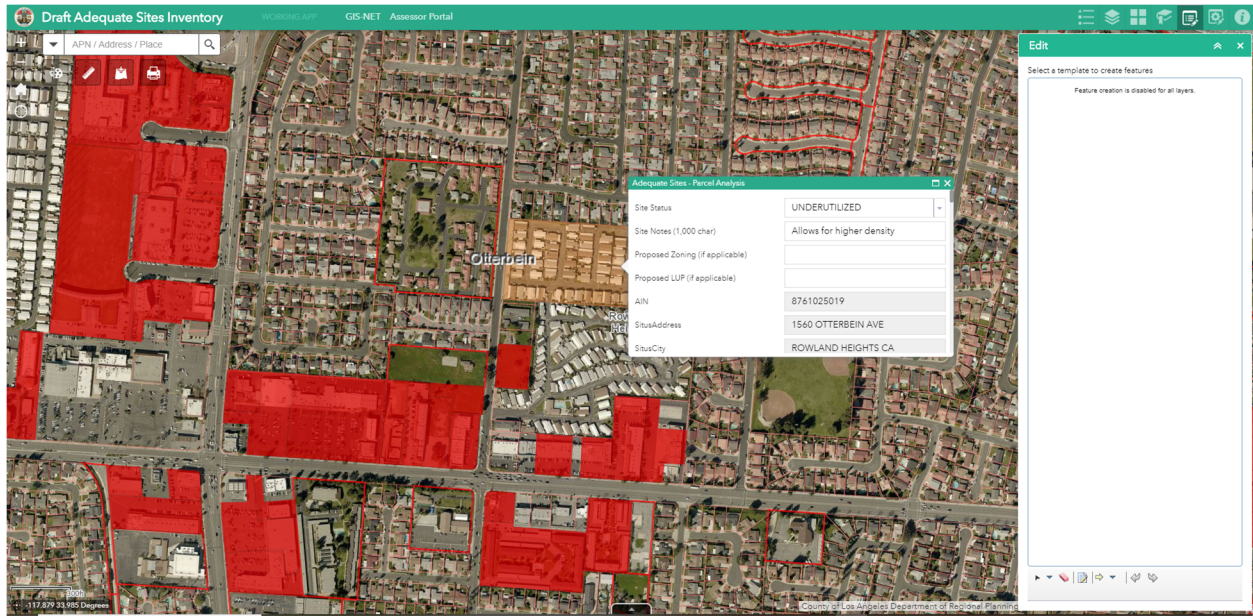 Draft Adequate Sites Inventory
WORKING APP
GIS-NET
Assessor Portal
APN / Address / Place
Edit
Select a template to create features
Feature creation is disabled for all layers.
Adequate Sites - Parcel Analysis
Site Status
UNDERUTILIZED
Site Notes (1,000 char)
Allows for higher density
Proposed Zoning (if applicable)
Proposed LUP (if applicable)
AIN
8761025019
SitusAddress
1560 OTTERBEIN AVE
SitusCity
ROWLAND HEIGHTS CA
Otterbein
300ft
-117.879 33.985 Degrees
County of Los Angeles Department of Regional Planning